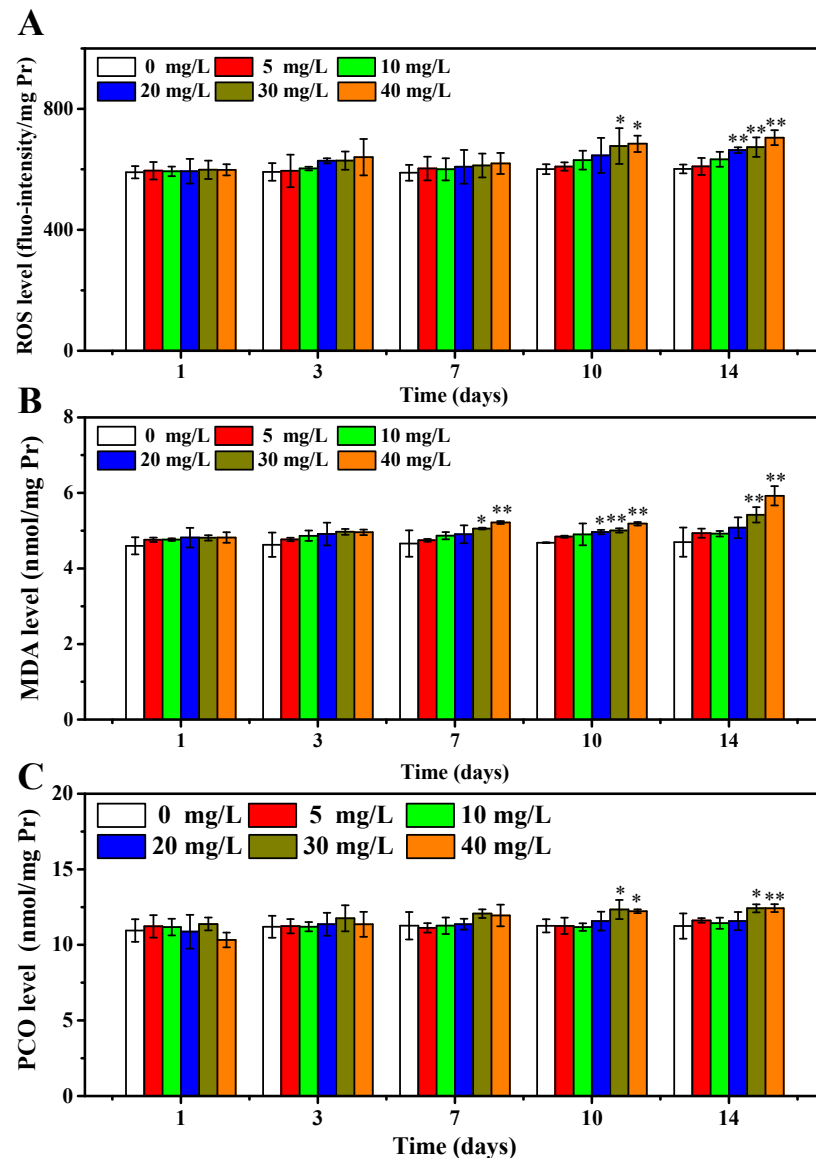 A
ROS level (fluo-intensity/mg Pr)
0 mg/L 5 mg/L 10 mg/L
20 mg/L 30 mg/L 40 mg/L
800
400
0
* *
** ** **
1 3 7 10 14
Time (days)
B
MDA level (nmol/mg Pr)
8
6
4
2
0
0 mg/L 5 mg/L 10 mg/L
20 mg/L 30 mg/L 40 mg/L
* **
* ** **
** **
1 3 7 10 14
Time (days)
C
PCO level (nmol/mg Pr)
20
15
10
5
0
0 mg/L 5 mg/L 10 mg/L
20 mg/L 30 mg/L 40 mg/L
* *
* **
1 3 7 10 14
Time (days)